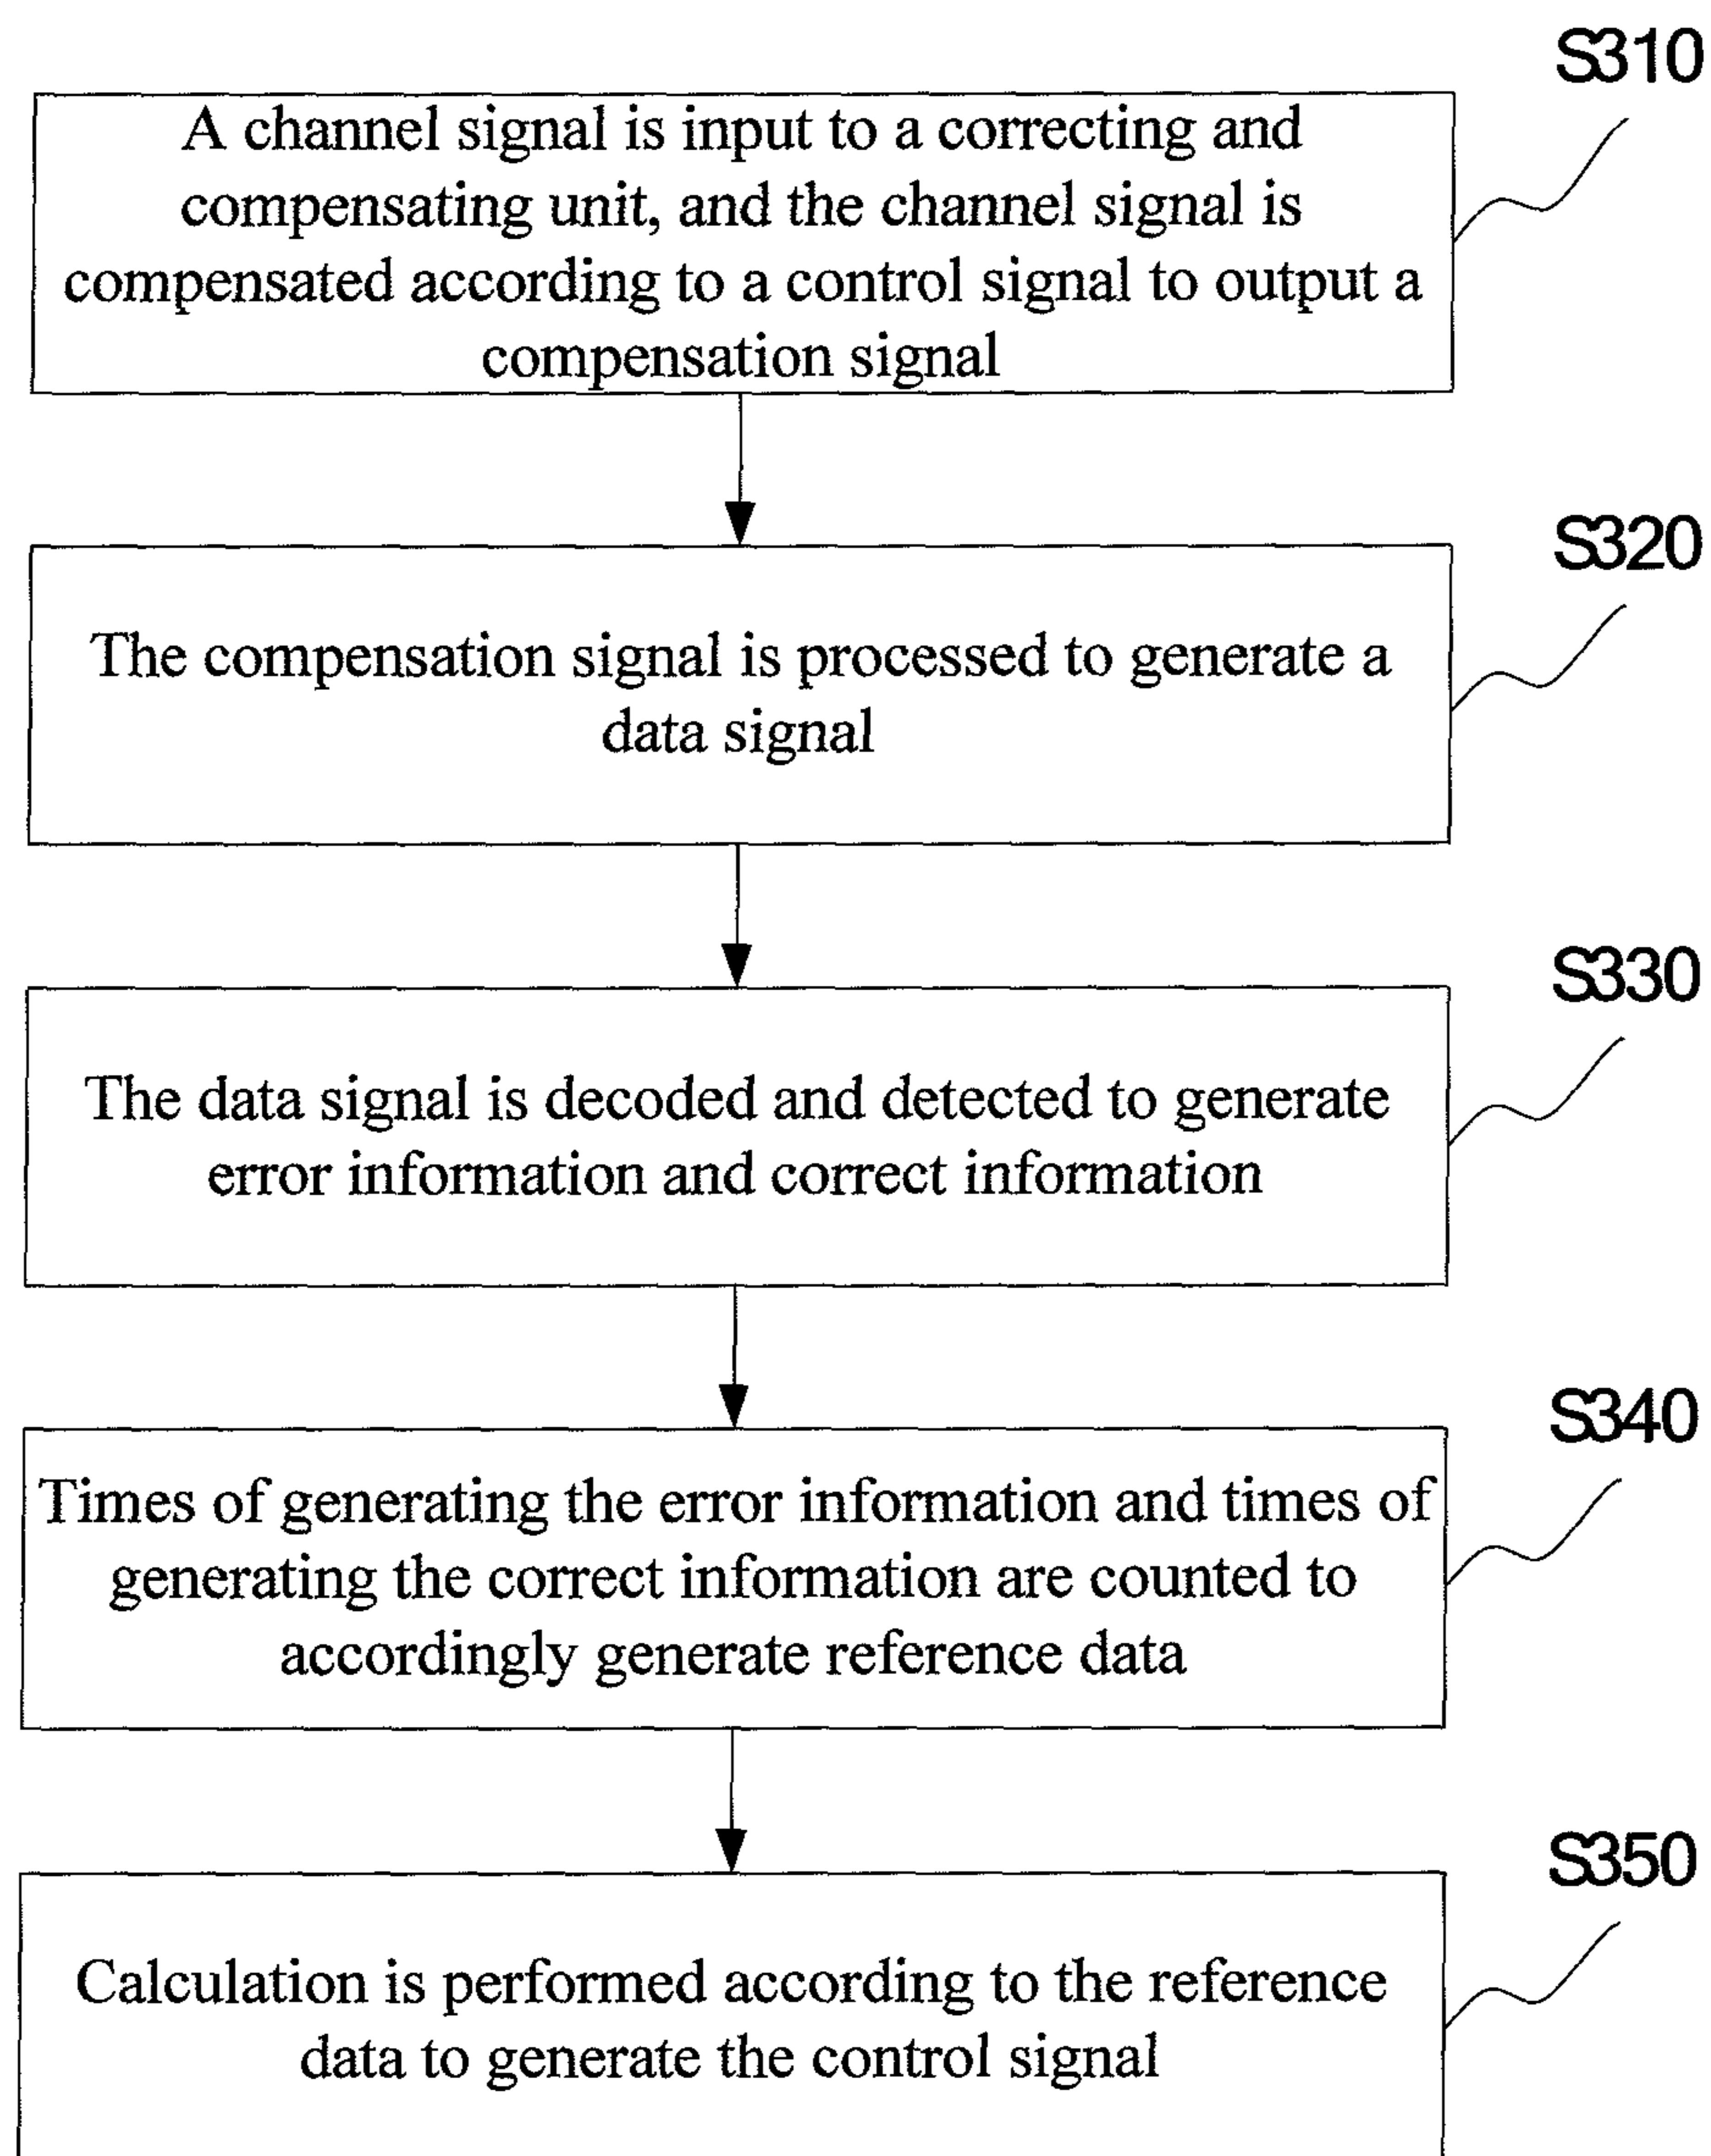 S310
A channel signal is input to a correcting and
compensating unit, and the channel signal is
compensated according to a control signal to output a
compensation signal
S320
The compensation signal is processed to generate a
data signal
S330
The data signal is decoded and detected to generate
error information and correct information
S340
Times of generating the error information and times of
generating the correct information are counted to
accordingly generate reference data
S350
Calculation is performed according to the reference
data to generate the control signal